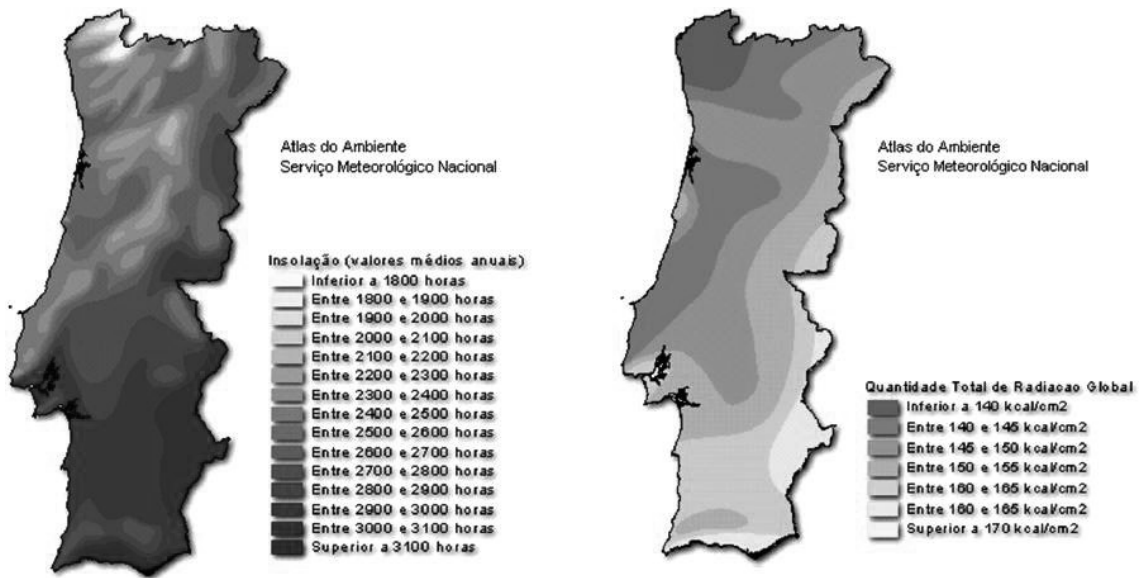 Atlas do Ambiente
Serviço Meteorológico Nacional
Insolação (valores médios anuais)
Inferior a 1800 horas
Entre 1800 e 1900 horas
Entre 1900 e 2000 horas
Entre 2000 e 2100 horas
Entre 2100 e 2200 horas
Entre 2200 e 2300 horas
Entre 2300 e 2400 horas
Entre 2400 e 2500 horas
Entre 2500 e 2600 horas
Entre 2600 e 2700 horas
Entre 2700 e 2800 horas
Entre 2800 e 2900 horas
Entre 2900 e 3000 horas
Entre 3000 e 3100 horas
Superior a 3100 horas
Atlas do Ambiente
Serviço Meteorológico Nacional
Quantidade Total de Radiacao Global
Inferior a 140 kcal/cm2
Entre 140 e 145 kcal/cm2
Entre 145 e 150 kcal/cm2
Entre 150 e 155 kcal/cm2
Entre 160 e 165 kcal/cm2
Entre 160 e 165 kcal/cm2
Superior a 170 kcal/cm2